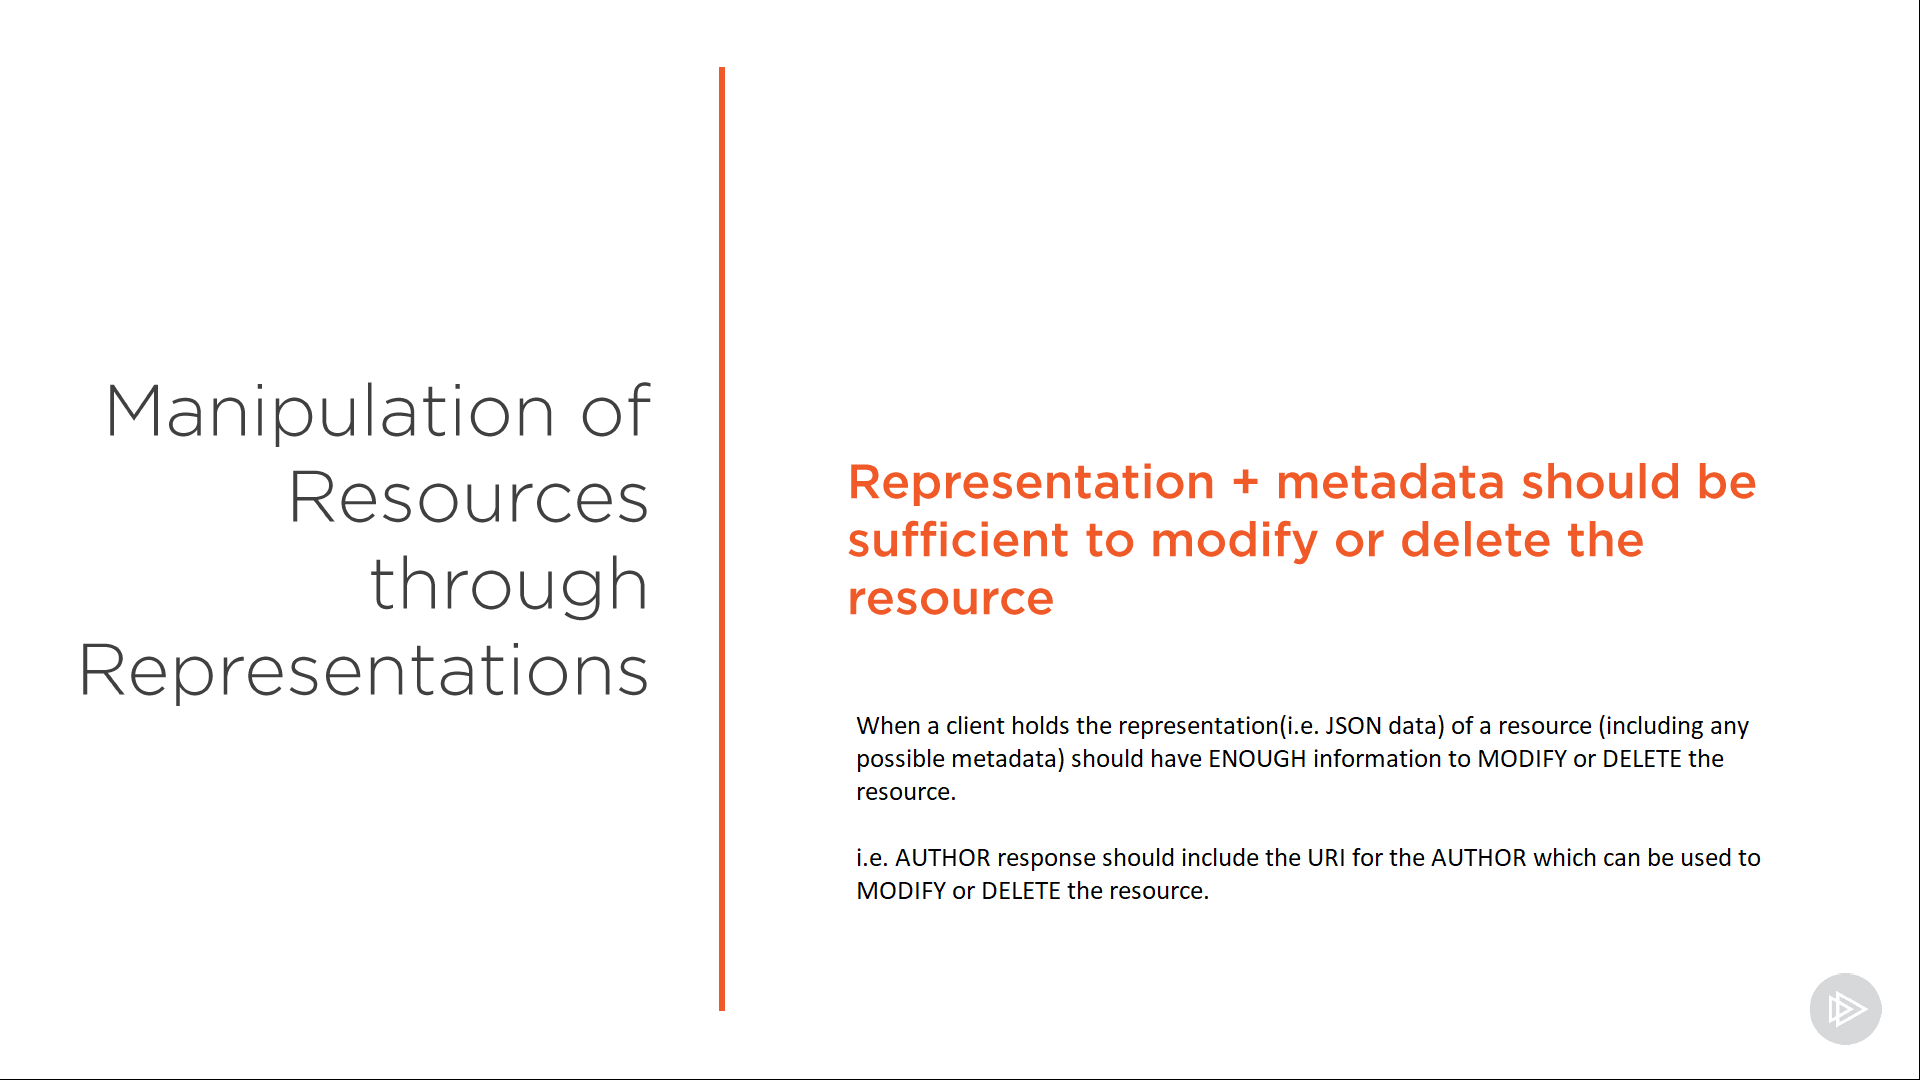 Manipulation of
Resources
through
Representations
Representation + metadata should be
sufficient to modify or delete the
resource
When a client holds the representation(i.e. JSON data) of a resource (including any
possible metadata) should have ENOUGH information to MODIFY or DELETE the
resource.
i.e. AUTHOR response should include the URI for the AUTHOR which can be used to
MODIFY or DELETE the resource.